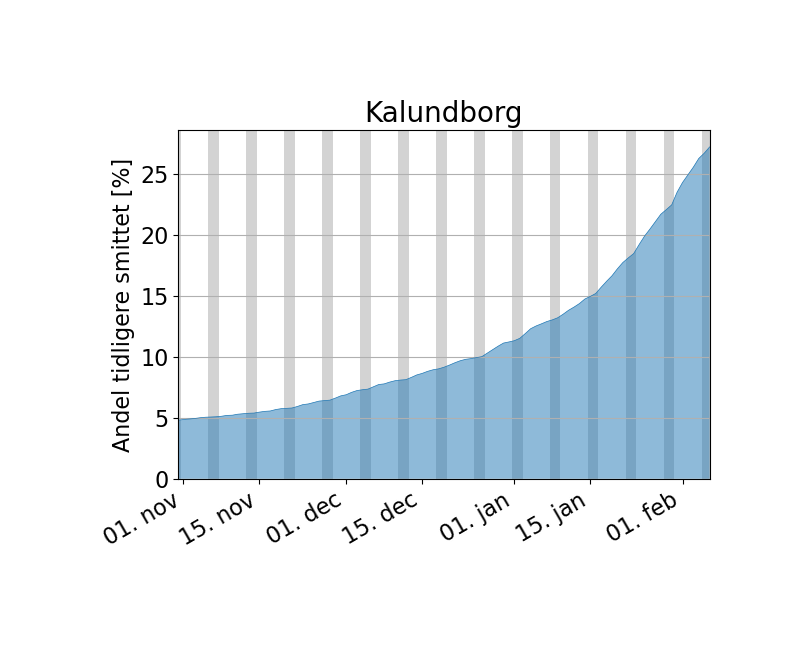 Kalundborg
Andel tidligere smittet [%]
25
20
15
10
5
0
01. nov
15. nov
01. dec
15. dec
01. jan
15. jan
01. feb